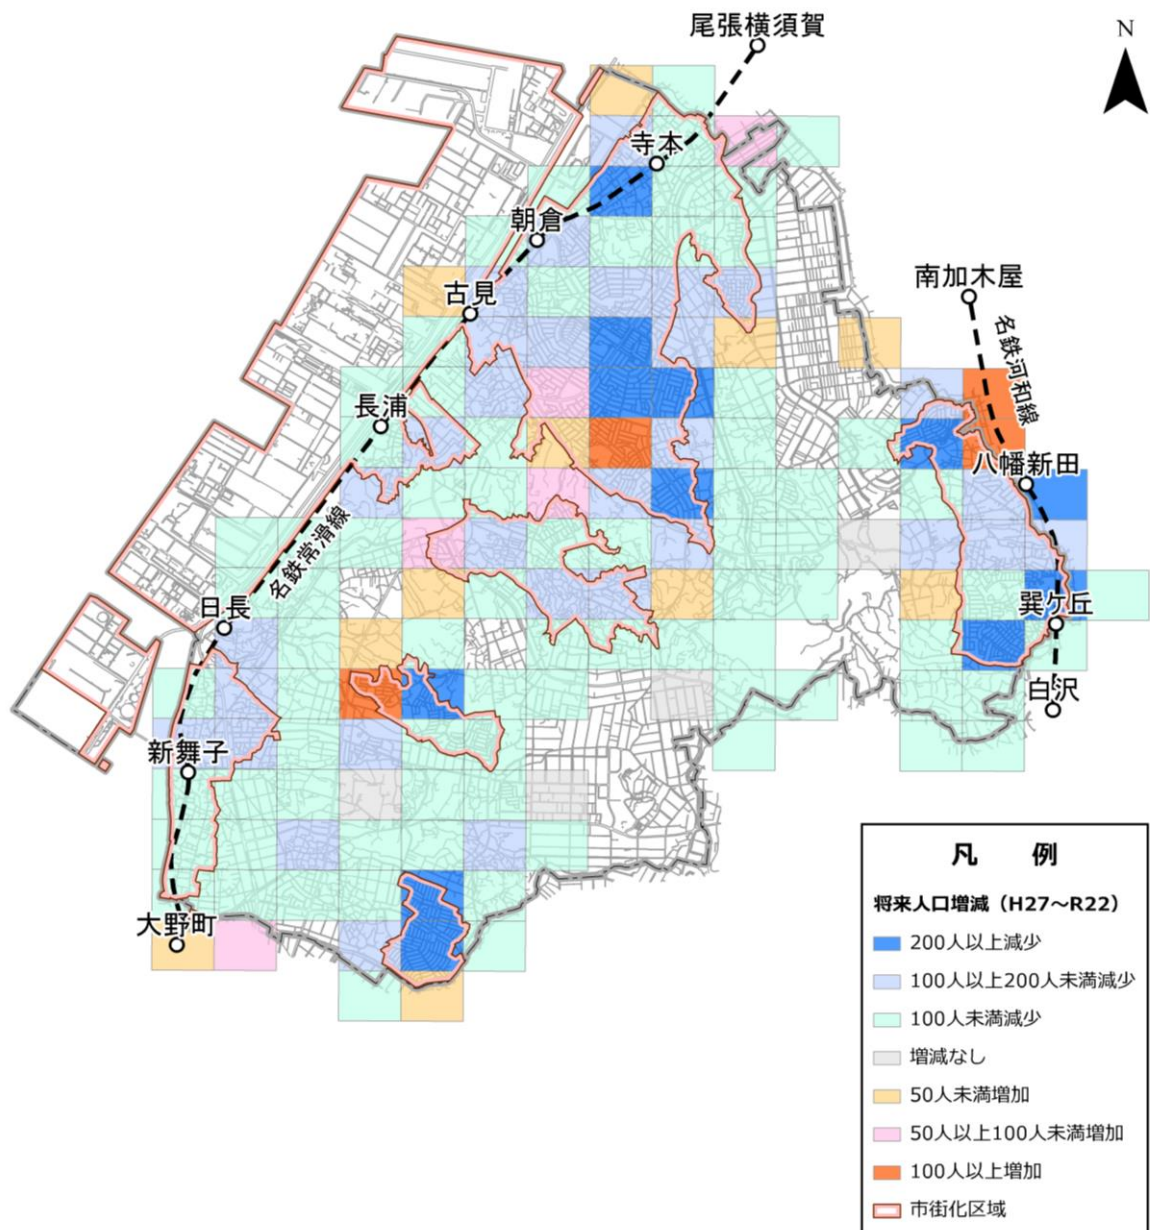 尾張横須賀
N
寺本
朝倉
南加木屋
古見
名鉄河和線
長浦
八幡新田
名鉄常滑線
日長
巽ケ丘
白沢
新舞子
大野町
凡 例
将来人口増減（H27～R22）
200人以上減少
100人以上200人未満減少
100人未満減少
増減なし
50人未満増加
50人以上100人未満増加
100人以上増加
市街化区域